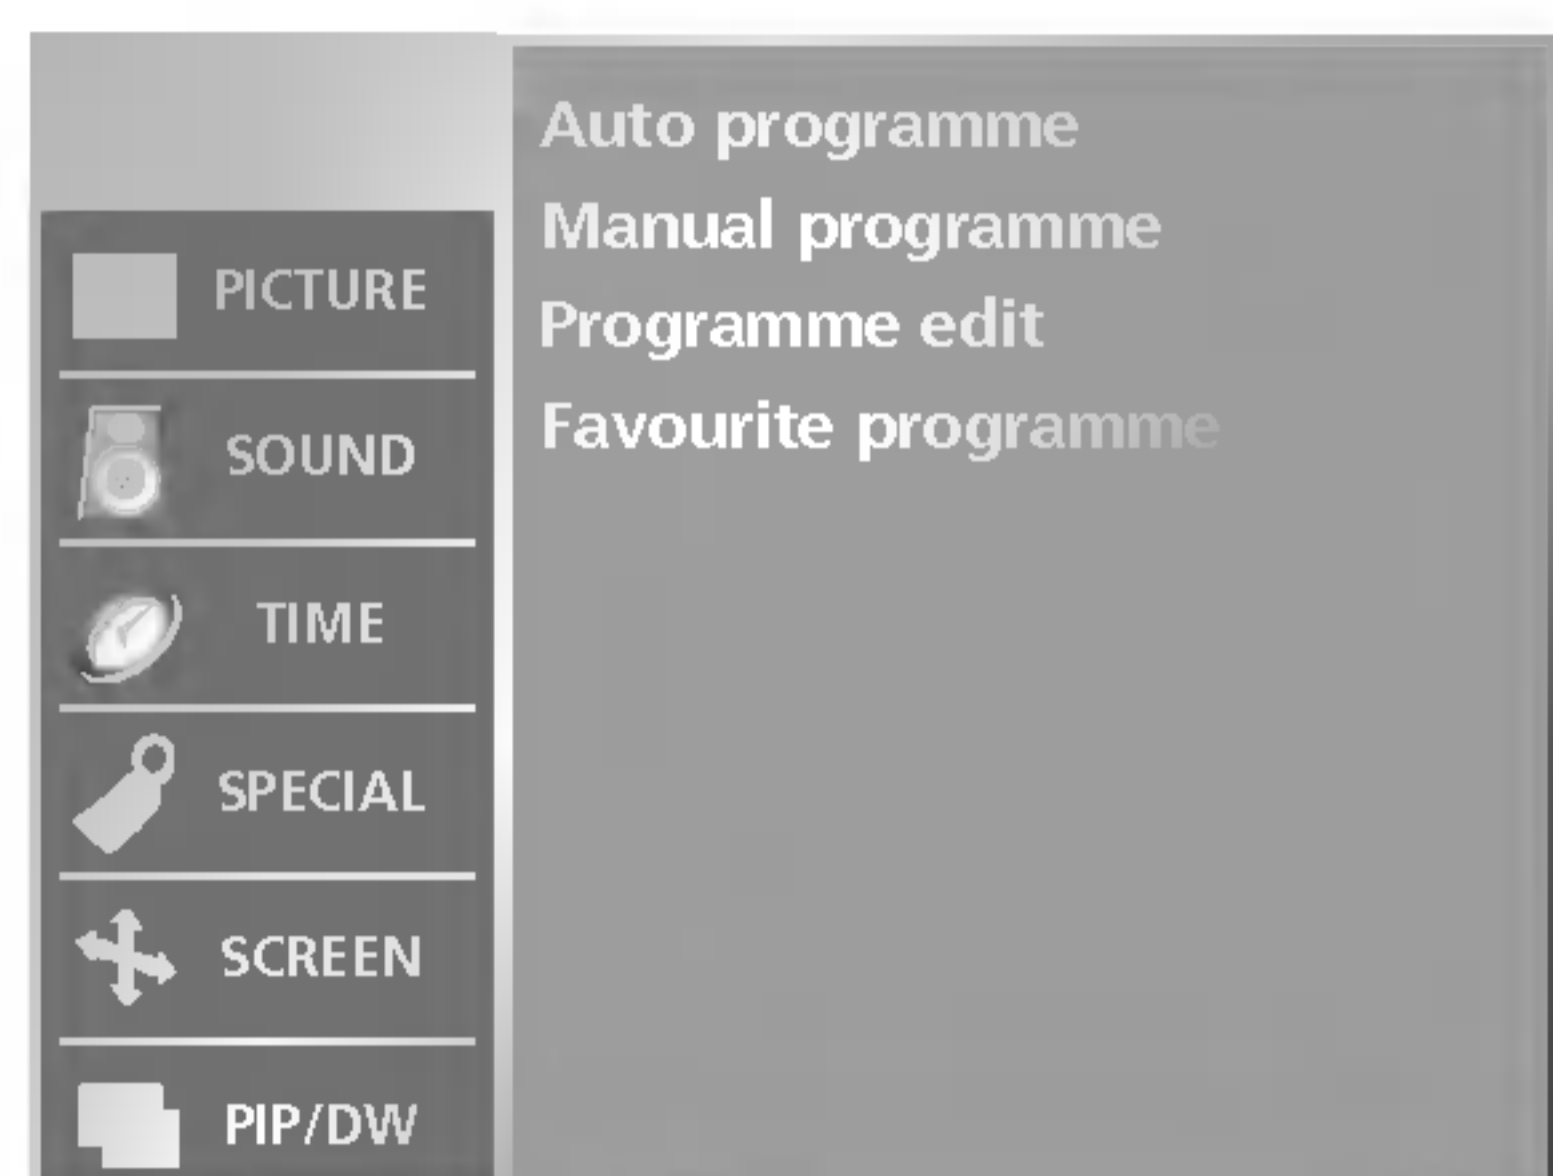 Auto programme
Manual programme
Programme edit
Favourite programme
PICTURE
SOUND
TIME
SPECIAL
SCREEN
PIP/DW